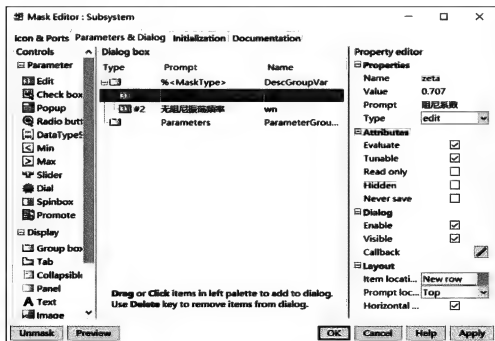 Mask Editor : Subsystem
Icon & Ports Parameters & Dialog Initialization Documentation
Controls
Parameter
Edit
Check box
Popup
Radio butt
DataTypeS
Min
Max
Slider
Dial
Spinbox
Promote
Display
Group box
Tab
Collapsible
Panel
A Text
Image
Dialog box
Type Prompt Name
% <MaskType> DescGroupVar
#2 无阻尼振荡频率 wn
Parameters ParameterGrou...
Drag or Click items in left palette to add to dialog.
Use Delete key to remove items from dialog.
Property editor
Properties
Name zeta
Value 0.707
Prompt 阻尼系数
Type edit
Attributes
Evaluate
Tunable
Read only
Hidden
Never save
Dialog
Enable
Visible
Callback
Layout
Item locati... New row
Prompt loc... Top
Horizontal ...
Unmask Preview OK Cancel Help Apply